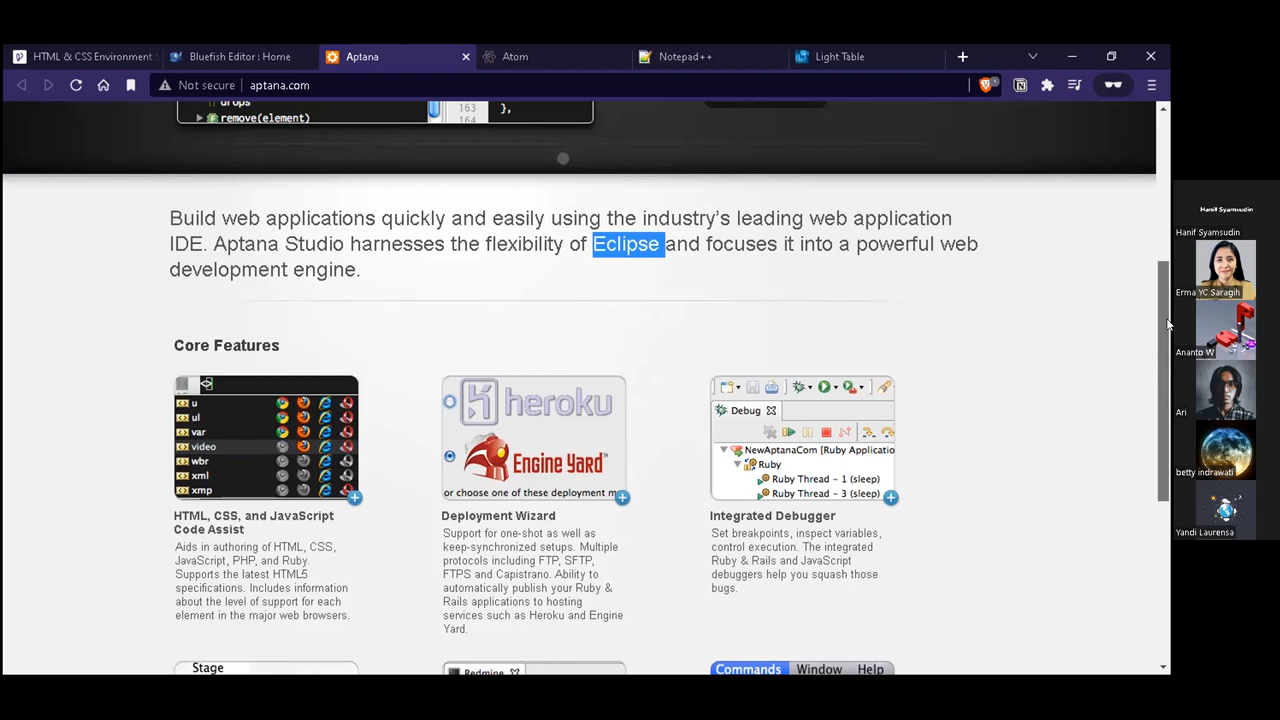 HTML & CSS Environment
Bluefish Editor : Home
Aptana
Atom
Notepad++
Light Table
Not secure
aptana.com
drops
remove(element)
163
164
},
Build web applications quickly and easily using the industry's leading web application
IDE. Aptana Studio harnesses the flexibility of Eclipse and focuses it into a powerful web
development engine.
Core Features
<
u
ul
var
video
wbr
xml
xmp
heroku
Engine Yard™
or choose one of these deployment m
Debug
NewAptanaCom [Ruby Applicatio
Ruby
Ruby Thread - 1 (sleep)
Ruby Thread - 3 (sleep)
HTML, CSS, and JavaScript
Code Assist
Aids in authoring of HTML, CSS,
JavaScript, PHP, and Ruby.
Supports the latest HTML5
specifications. Includes information
about the level of support for each
element in the major web browsers.
Deployment Wizard
Support for one-shot as well as
keep-synchronized setups. Multiple
protocols including FTP, SFTP,
FTPS and Capistrano. Ability to
automatically publish your Ruby &
Rails applications to hosting
services such as Heroku and Engine
Yard.
Integrated Debugger
Set breakpoints, inspect variables,
control execution. The integrated
Ruby & Rails and JavaScript
debuggers help you squash those
bugs.
Stage
Redmine
Commands
Window
Help
Hanif Syamsudin
Hanif Syamsudin
Erma YC Saragih
Ananto W
Ari
betty indrawati
Yandi Laurensa